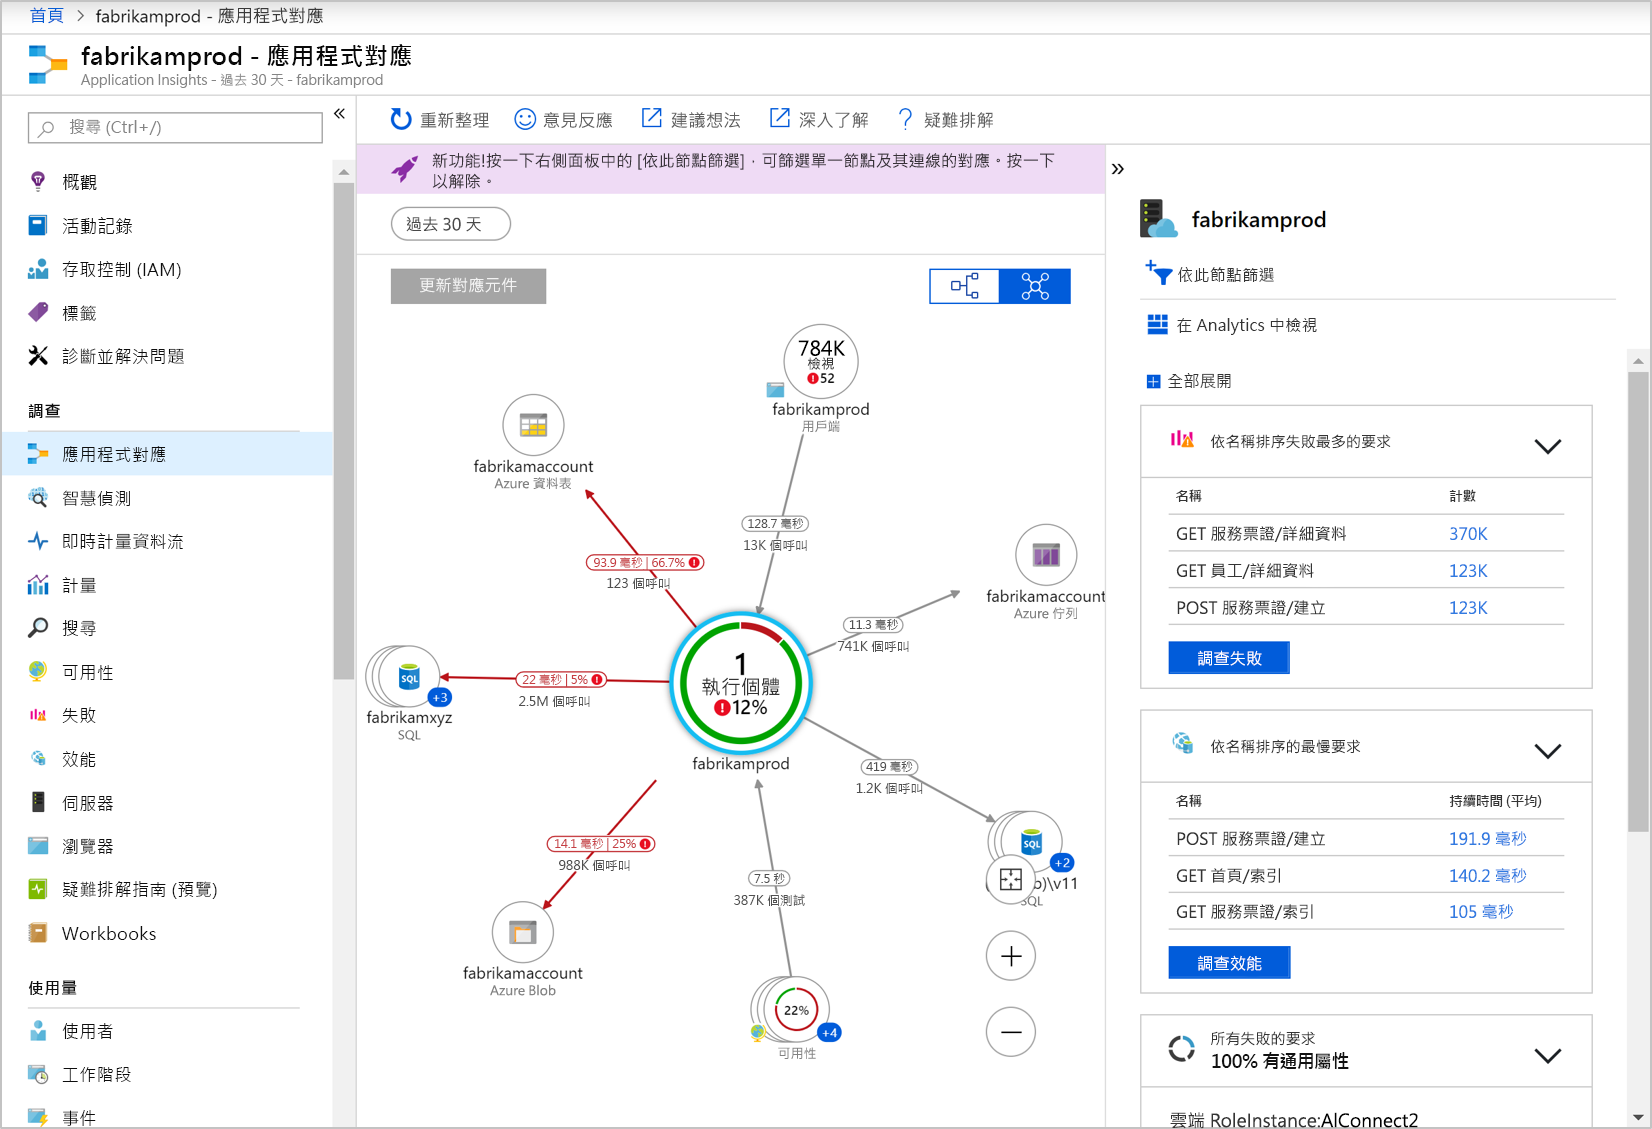 首頁 > fabrikamprod - 應用程式對應
fabrikamprod - 應用程式對應
Application Insights - 過去 30 天 - fabrikamprod
搜尋 (Ctrl+/)
«
概觀
活動記錄
存取控制 (IAM)
標籤
診斷並解決問題
調查
應用程式對應
智慧偵測
即時計量資料流
計量
搜尋
可用性
失敗
效能
伺服器
瀏覽器
疑難排解指南 (預覽)
Workbooks
使用量
使用者
工作階段
事件
重新整理
意見反應
建議想法
深入了解
? 疑難排解
新功能!按一下右側面板中的 [依此節點篩選]，可篩選單一節點及其連線的對應。按一下
以解除。
過去 30 天
更新對應元件
784K
檢視
52
fabrikamprod
用戶端
fabrikamaccount
Azure 資料表
128.7 毫秒
13K 個呼叫
93.9 毫秒 | 66.7%
123 個呼叫
fabrikamaccount
Azure 佇列
11.3 毫秒
741K 個呼叫
SQL
+3
fabrikamxyz
SQL
22 毫秒 | 5%
2.5M 個呼叫
1
執行個體
12%
fabrikamprod
419 毫秒
1.2K 個呼叫
14.1 毫秒 | 25%
988K 個呼叫
SQL
+2
b)\v11
SQL
7.5 秒
387K 個測試
fabrikamaccount
Azure Blob
22%
+4
可用性
»
fabrikamprod
依此節點篩選
在 Analytics 中檢視
全部展開
依名稱排序失敗最多的要求
名稱 計數
GET 服務票證/詳細資料 370K
GET 員工/詳細資料 123K
POST 服務票證/建立 123K
調查失敗
依名稱排序的最慢要求
名稱 持續時間 (平均)
POST 服務票證/建立 191.9 毫秒
GET 首頁/索引 140.2 毫秒
GET 服務票證/索引 105 毫秒
調查效能
所有失敗的要求
100% 有通用屬性
雲端 RoleInstance:AlConnect2